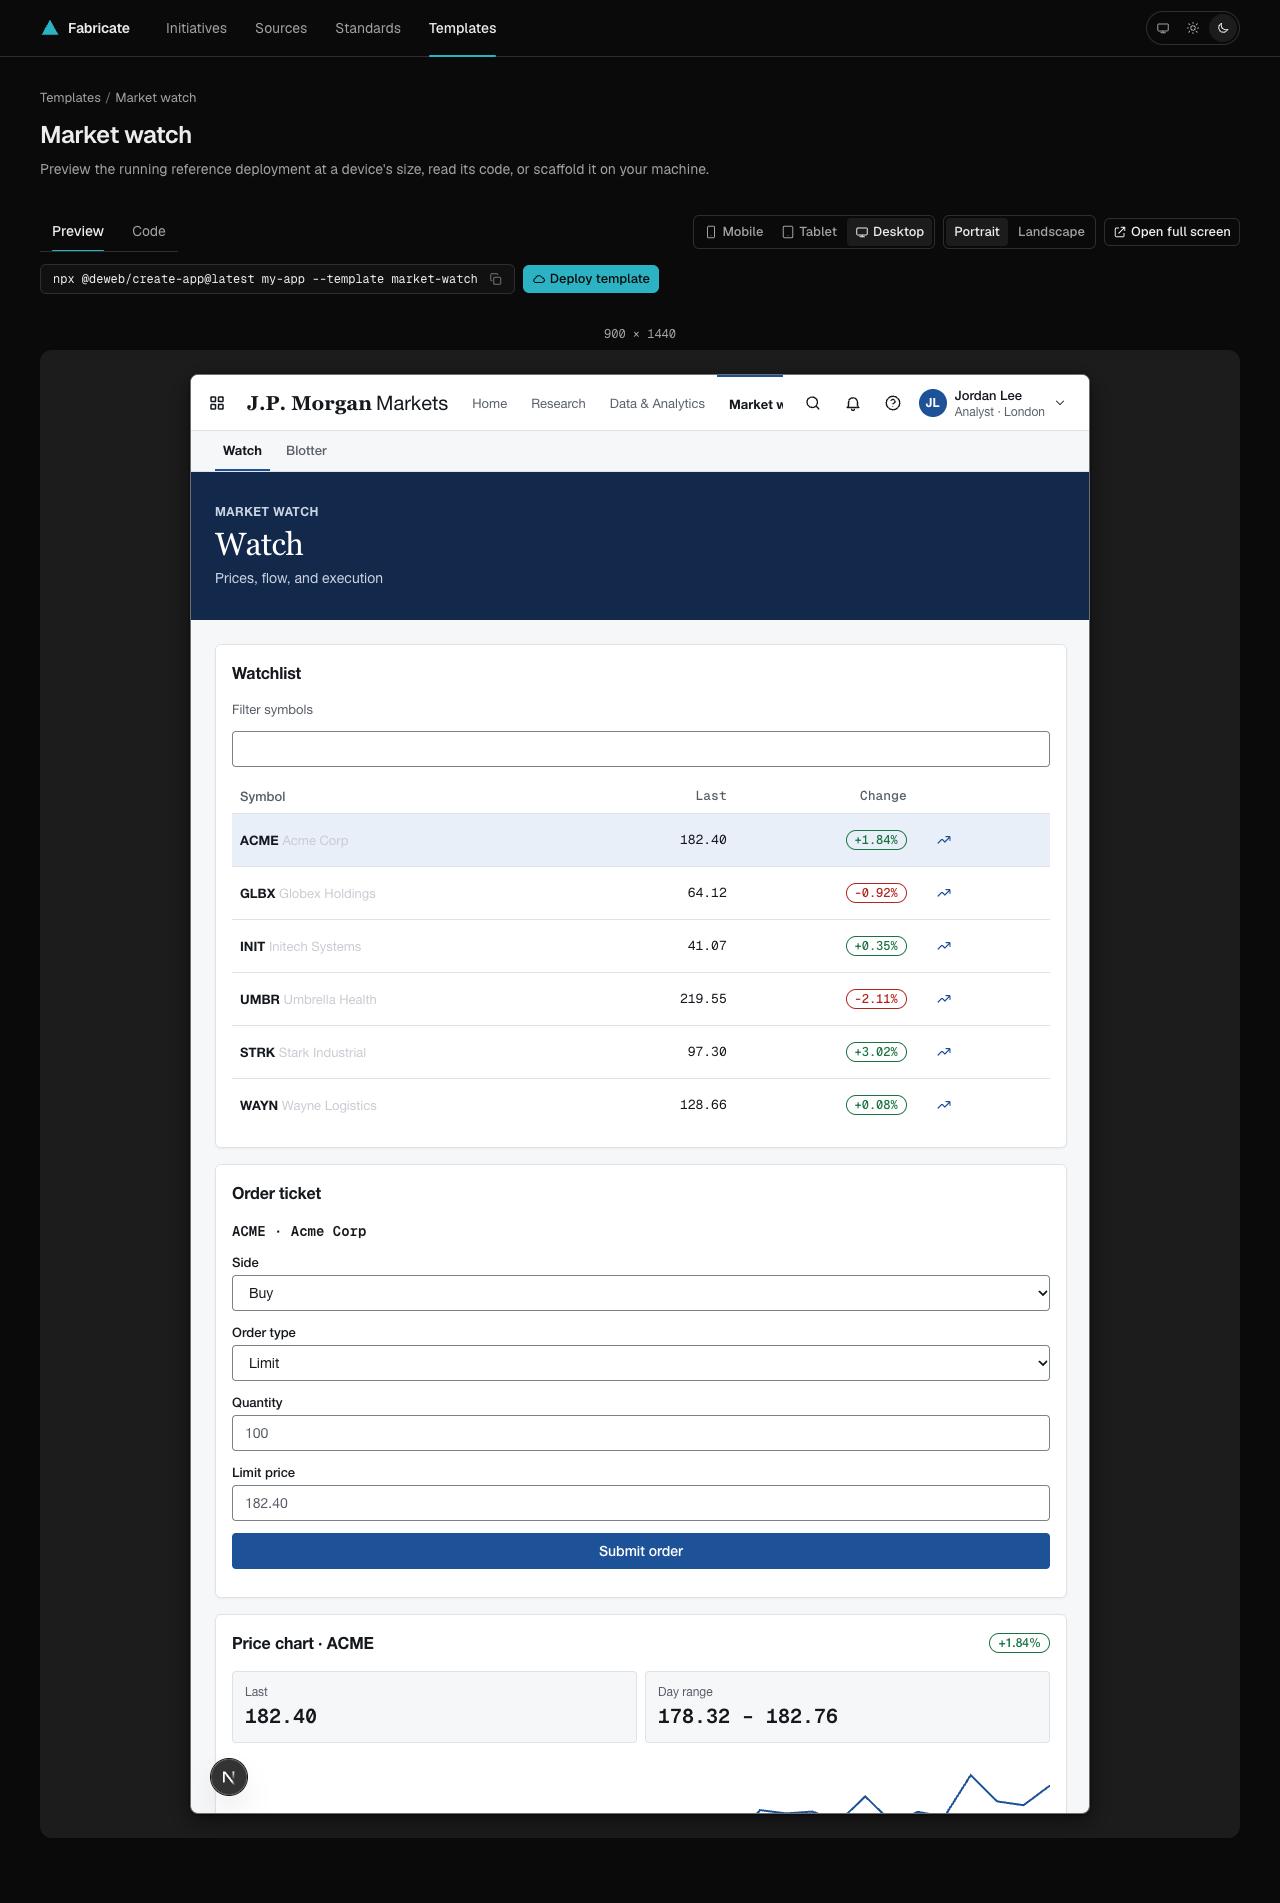 Fabricate Initiatives Sources Standards Templates
Templates / Market watch
Market watch
Preview the running reference deployment at a device's size, read its code, or scaffold it on your machine.
Preview Code Mobile Tablet Desktop Portrait Landscape Open full screen
npx @deweb/create-app@latest my-app --template market-watch Deploy template
900 × 1440
J.P. Morgan Markets Home Research Data & Analytics Market w JL Jordan Lee
Analyst · London
Watch Blotter
MARKET WATCH
Watch
Prices, flow, and execution
Watchlist
Filter symbols
Symbol Last Change
ACME Acme Corp 182.40 +1.84%
GLBX Globex Holdings 64.12 -0.92%
INIT Initech Systems 41.07 +0.35%
UMBR Umbrella Health 219.55 -2.11%
STRK Stark Industrial 97.30 +3.02%
WAYN Wayne Logistics 128.66 +0.08%
Order ticket
ACME · Acme Corp
Side
Buy
Order type
Limit
Quantity
100
Limit price
182.40
Submit order
Price chart · ACME +1.84%
Last Day range
182.40 178.32 – 182.76
N